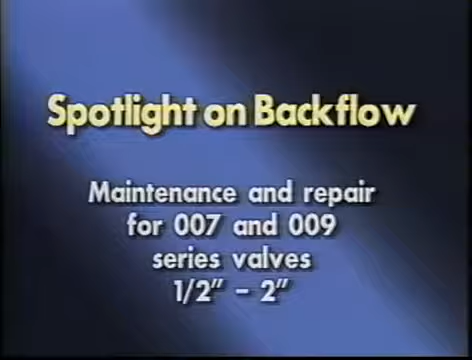 Spotlight on Backflow
Maintenance and repair
for 007 and 009
series valves
1/2” – 2”